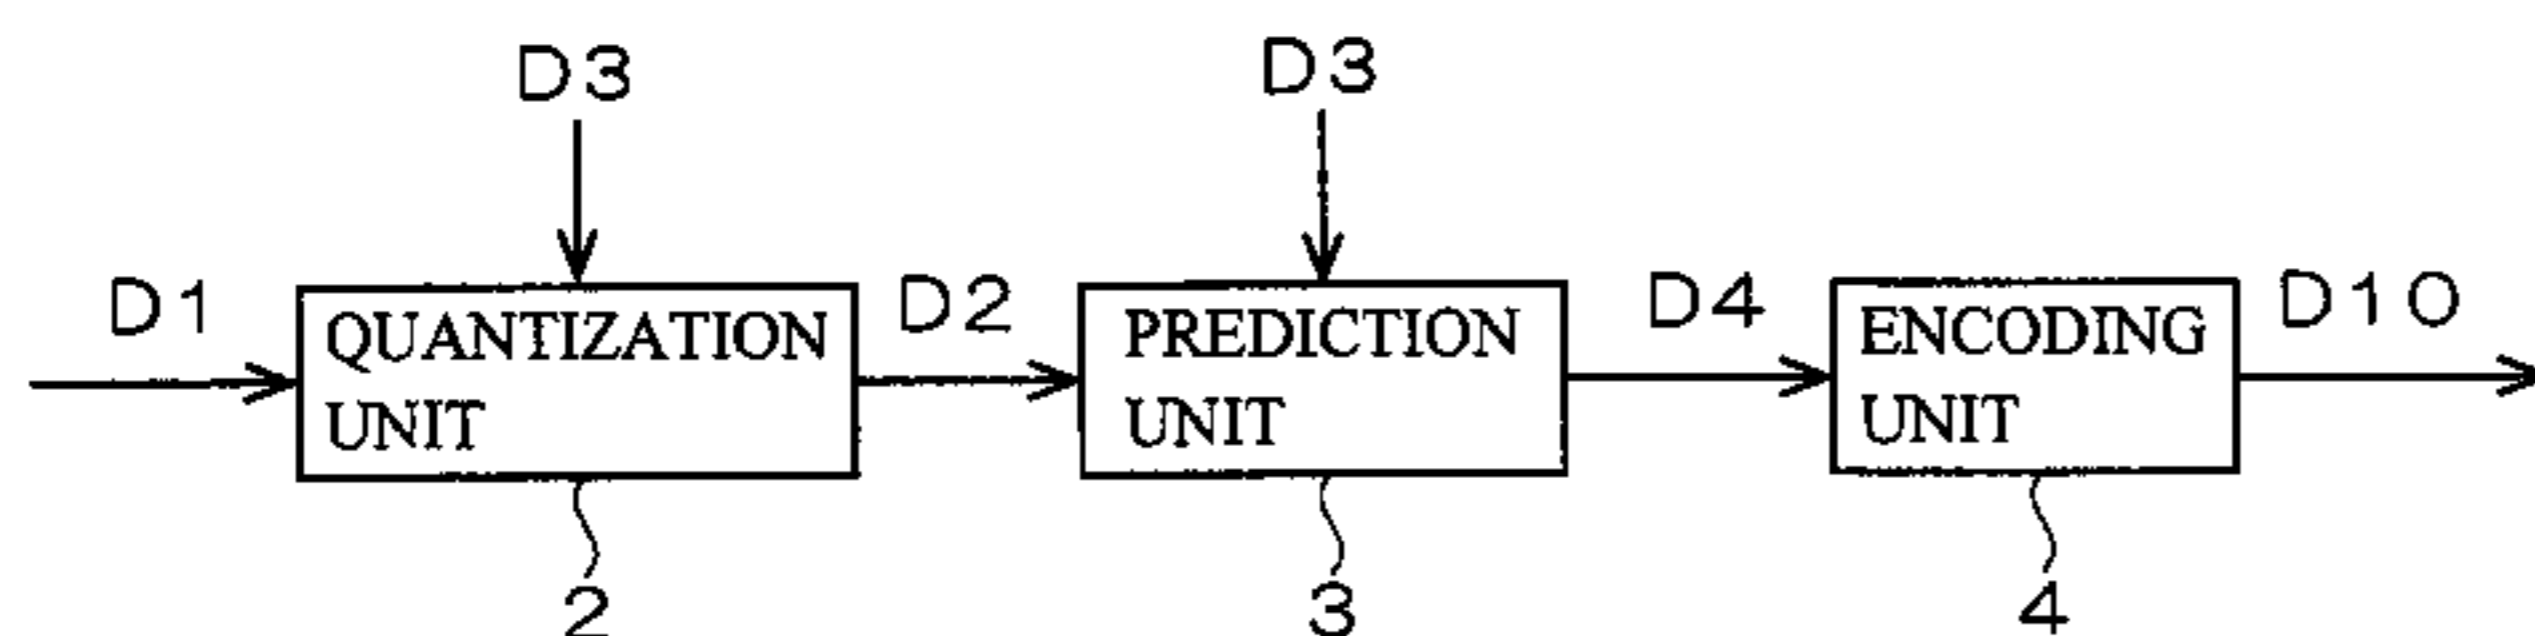 D3
D3
D1
QUANTIZATION
UNIT
D2
PREDICTION
UNIT
D4
ENCODING
UNIT
D10
2
3
4